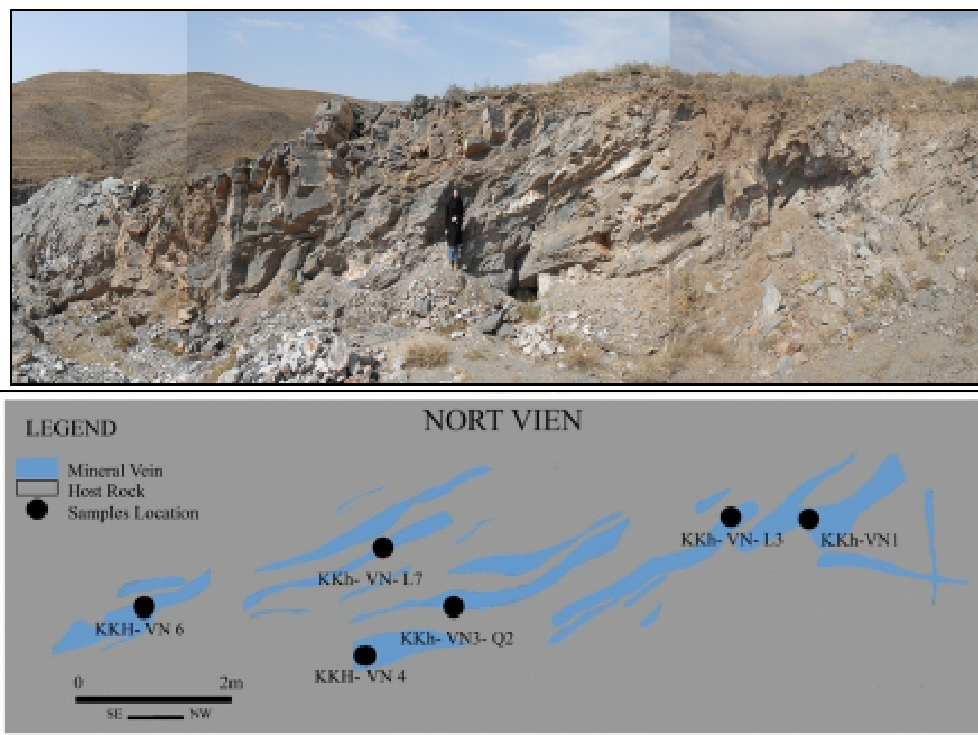 NORT VIEN
LEGEND
Mineral Vein
Host Rock
Samples Location
KKh- VN- L3
KKh-VN1
KKh- VN- L7
KKH- VN 6
KKh- VN3- Q2
KKH- VN 4
0 2m
SE NW